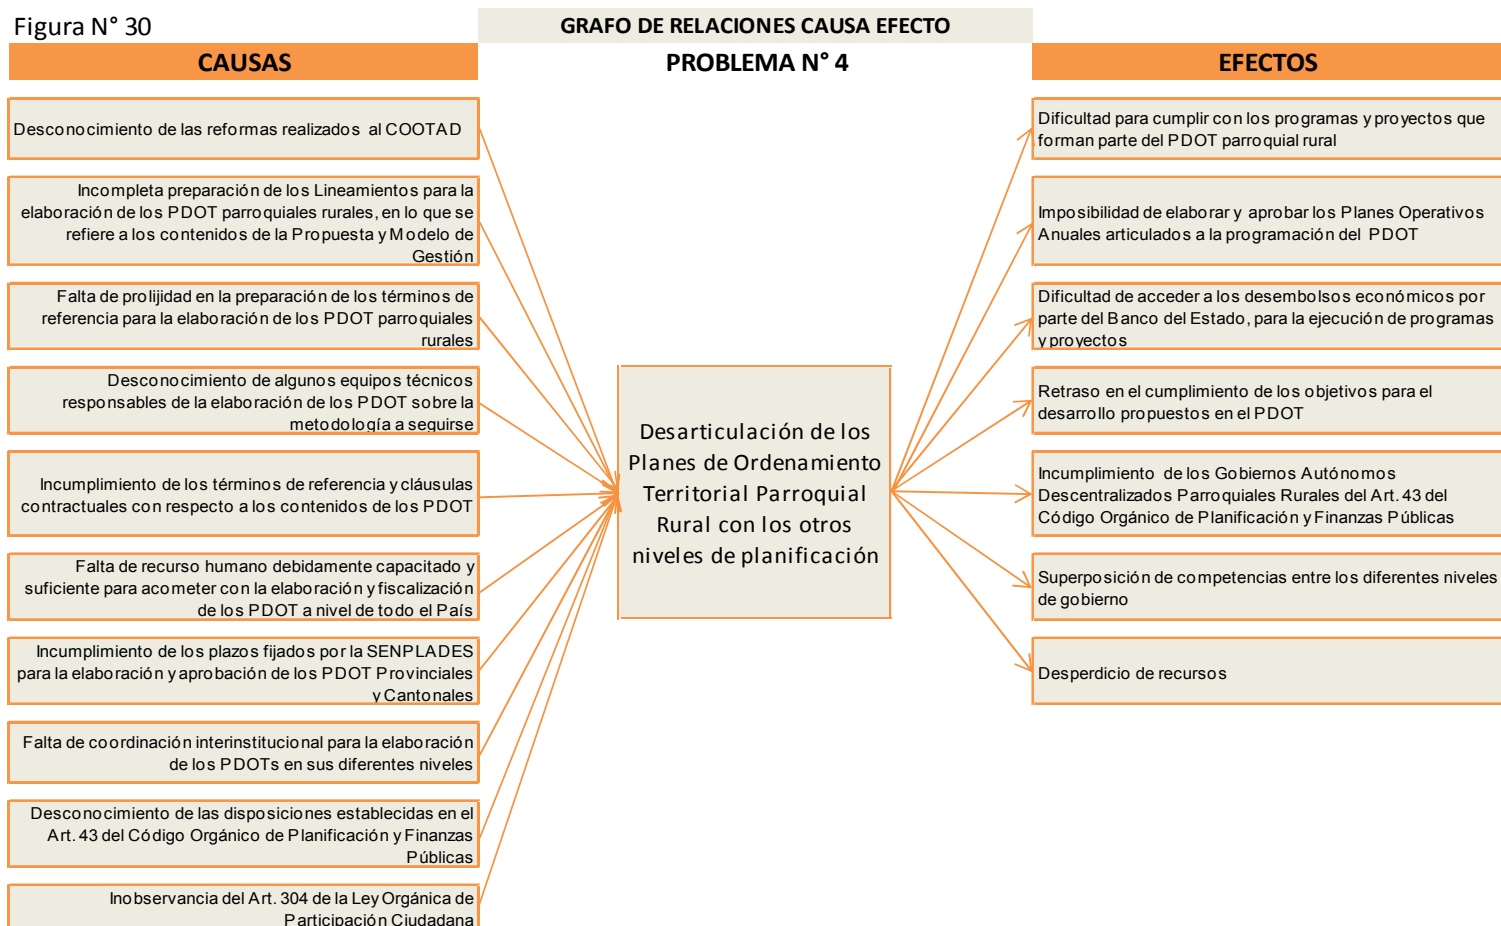 Figura N° 30
GRAFO DE RELACIONES CAUSA EFECTO
CAUSAS
PROBLEMA N° 4
EFECTOS
Desconocimiento de las reformas realizados al COOTAD
Incompleta preparación de los Lineamientos para la
elaboración de los PDOT parroquiales rurales, en lo que se
refiere a los contenidos de la Propuesta y Modelo de
Gestión
Falta de prolijidad en la preparación de los términos de
referencia para la elaboración de los PDOT parroquiales
rurales
Desconocimiento de algunos equipos técnicos
responsables de la elaboración de los PDOT sobre la
metodología a seguirse
Incumplimiento de los términos de referencia y cláusulas
contractuales con respecto a los contenidos de los PDOT
Falta de recurso humano debidamente capacitado y
suficiente para acometer con la elaboración y fiscalización
de los PDOT a nivel de todo el País
Incumplimiento de los plazos fijados por la SENPLADES
para la elaboración y aprobación de los PDOT Provinciales
y Cantonales
Falta de coordinación interinstitucional para la elaboración
de los PDOTs en sus diferentes niveles
Desconocimiento de las disposiciones establecidas en el
Art. 43 del Código Orgánico de Planificación y Finanzas
Públicas
Inobservancia del Art. 304 de la Ley Orgánica de
Participación Ciudadana
Desarticulación de los
Planes de Ordenamiento
Territorial Parroquial
Rural con los otros
niveles de planificación
Dificultad para cumplir con los programas y proyectos que
forman parte del PDOT parroquial rural
Imposibilidad de elaborar y aprobar los Planes Operativos
Anuales articulados a la programación del PDOT
Dificultad de acceder a los desembolsos económicos por
parte del Banco del Estado, para la ejecución de programas
y proyectos
Retraso en el cumplimiento de los objetivos para el
desarrollo propuestos en el PDOT
Incumplimiento de los Gobiernos Autónomos
Descentralizados Parroquiales Rurales del Art. 43 del
Código Orgánico de Planificación y Finanzas Públicas
Superposición de competencias entre los diferentes niveles
de gobierno
Desperdicio de recursos